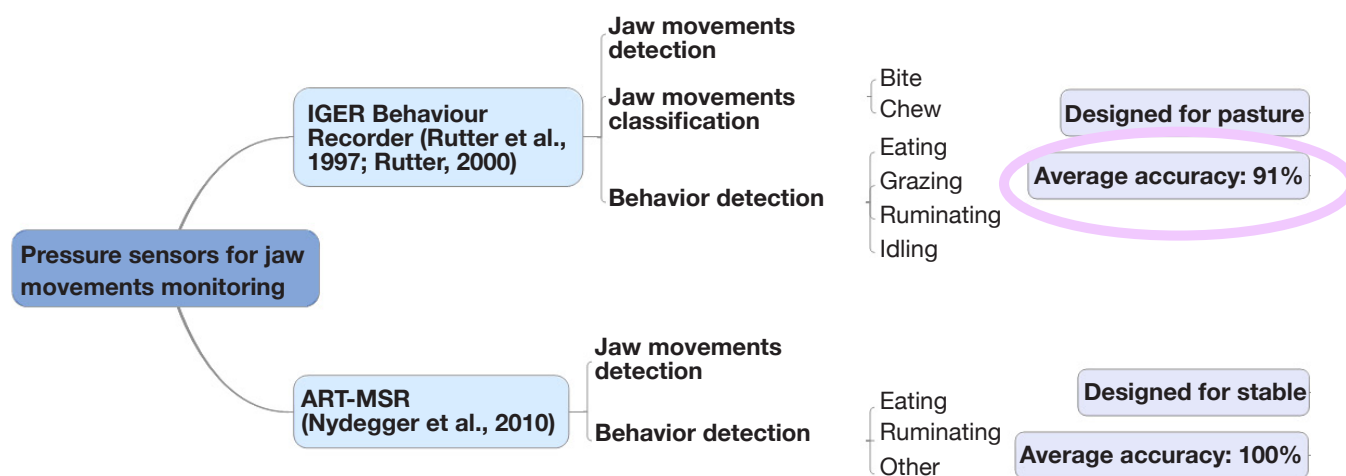 Pressure sensors for jaw
movements monitoring
IGER Behaviour
Recorder (Rutter et al.,
1997; Rutter, 2000)
Jaw movements
detection
Jaw movements
classification
Bite
Chew
Behavior detection
Eating
Grazing
Ruminating
Idling
Designed for pasture
Average accuracy: 91%
ART-MSR
(Nydegger et al., 2010)
Jaw movements
detection
Behavior detection
Eating
Ruminating
Other
Designed for stable
Average accuracy: 100%